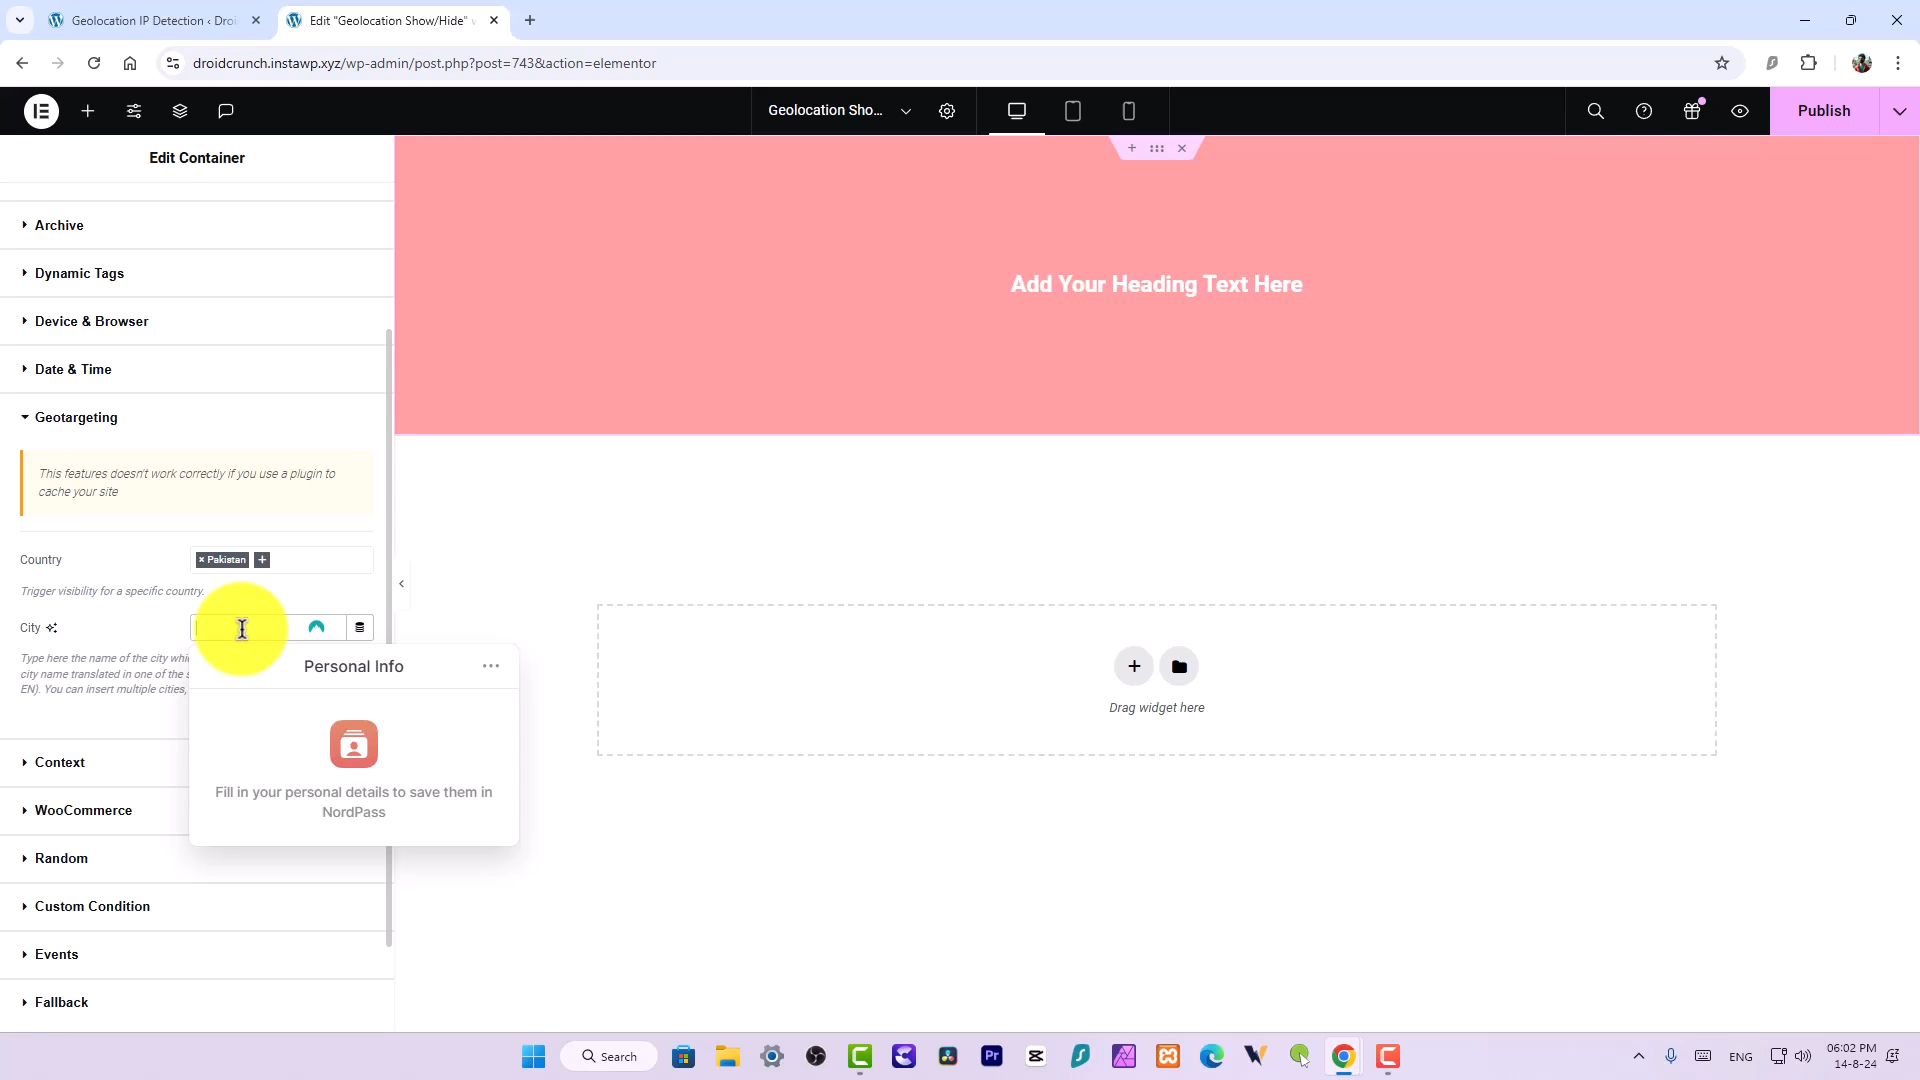 Geolocation IP Detection ‹ Droi
Edit "Geolocation Show/Hide" w
droidcrunch.instawp.xyz/wp-admin/post.php?post=743&action=elementor
Geolocation Sho...
Publish
Edit Container
Archive
Dynamic Tags
Device & Browser
Date & Time
Geotargeting
This features doesn't work correctly if you use a plugin to
cache your site
Country
× Pakistan +
Trigger visibility for a specific country.
City
Type here the name of the city whi
city name translated in one of the s
EN). You can insert multiple cities,
Personal Info
Fill in your personal details to save them in
NordPass
Context
WooCommerce
Random
Custom Condition
Events
Fallback
Add Your Heading Text Here
Drag widget here
Search
Pr
ENG
06:02 PM
14-8-24